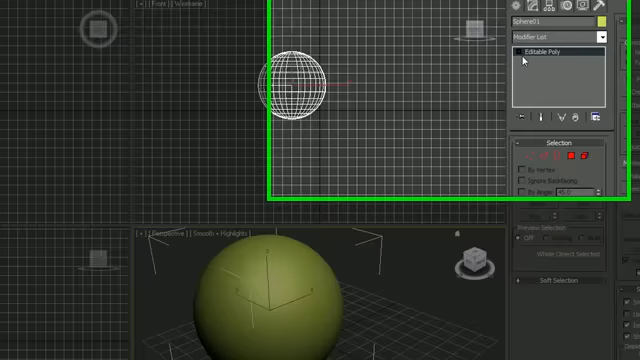 [ + ] [ Front ] [ Wireframe ]
Sphere01
Modifier List
Editable Poly
Selection
By Vertex
Ignore Backfacing
By Angle: 45.0
Preview Selection
Off
Whole Object Selected
[ + ] [ Perspective ] [ Smooth + Highlights ]
Soft Selection